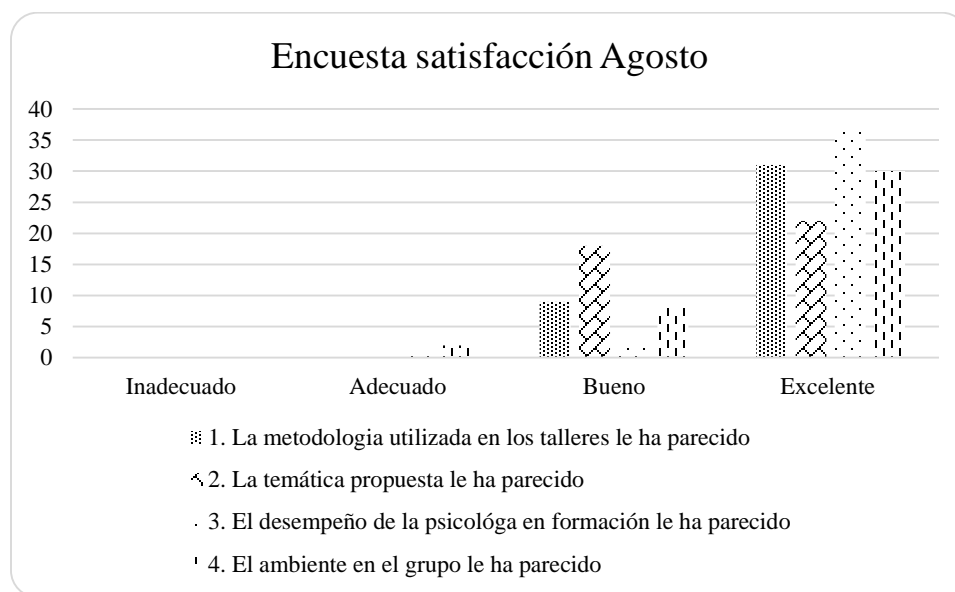 Encuesta satisfacción Agosto
40
35
30
25
20
15
10
5
0
Inadecuado Adecuado Bueno Excelente
1. La metodologia utilizada en los talleres le ha parecido
2. La temática propuesta le ha parecido
3. El desempeño de la psicológa en formación le ha parecido
4. El ambiente en el grupo le ha parecido